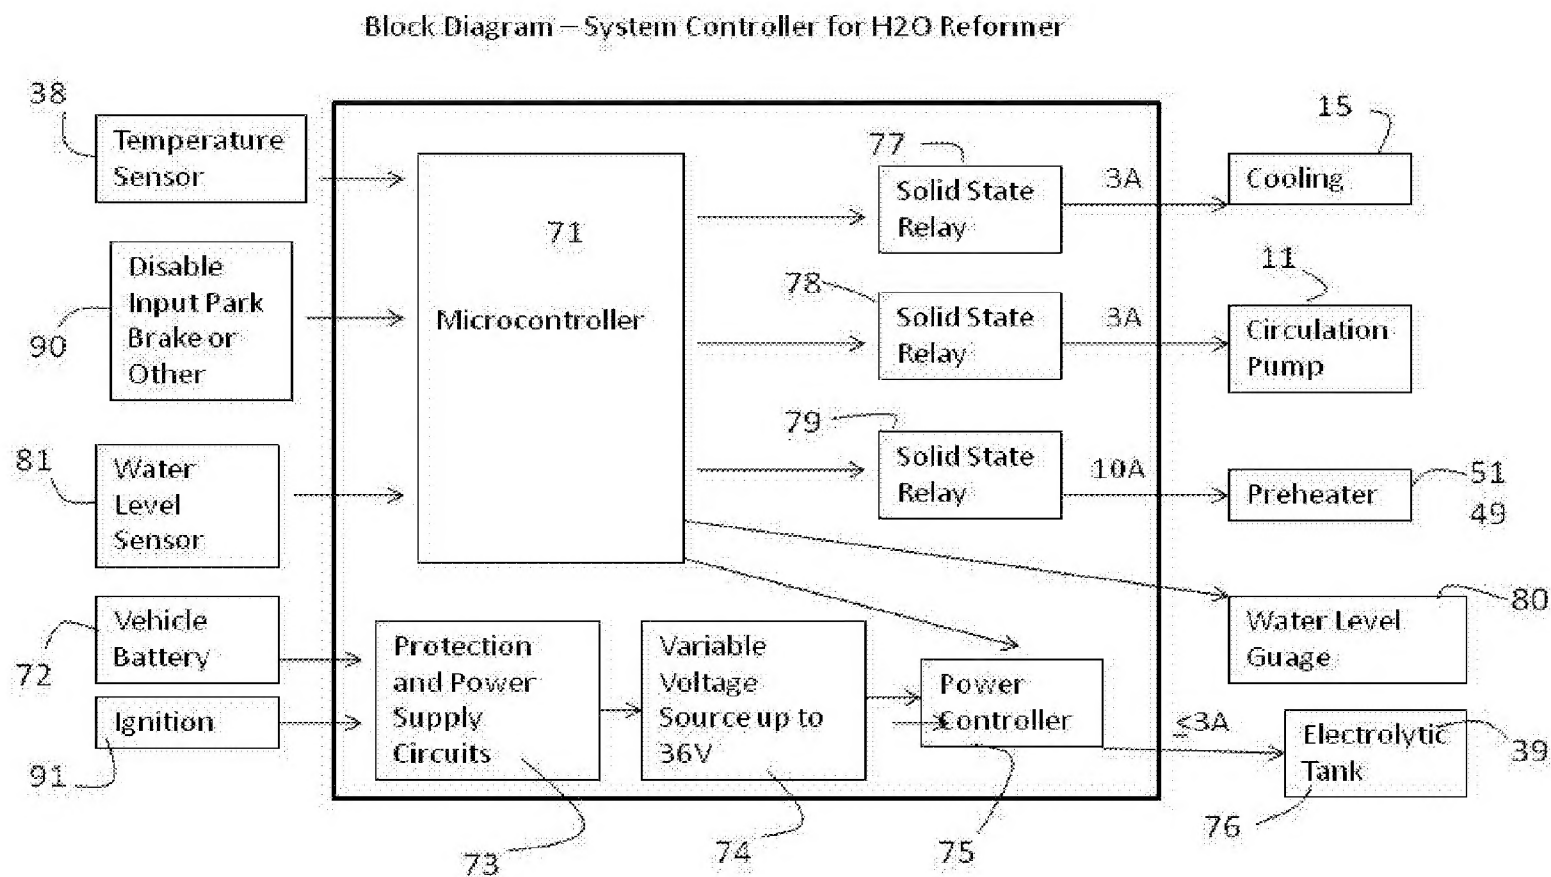 Block Diagram – System Controller for H2O Reformer
38
Temperature
Sensor
Disable
Input Park
Brake or
Other
90
81
Water
Level
Sensor
72
Vehicle
Battery
Ignition
91
71
Microcontroller
77
Solid State
Relay
3A
78
Solid State
Relay
3A
79
Solid State
Relay
10A
15
Cooling
11
Circulation
Pump
Preheater
51
49
80
Water Level
Guage
Protection
and Power
Supply
Circuits
73
Variable
Voltage
Source up to
36V
74
Power
Controller
75
≤3A
Electrolytic
Tank
39
76